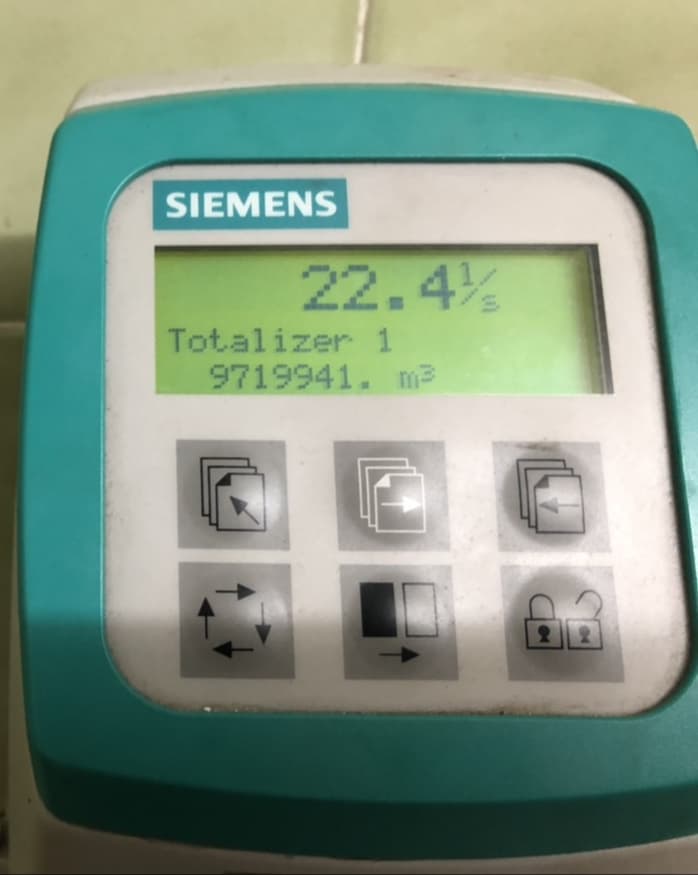 SIEMENS
22.4 l/s
Totalizer 1
9719941. m³